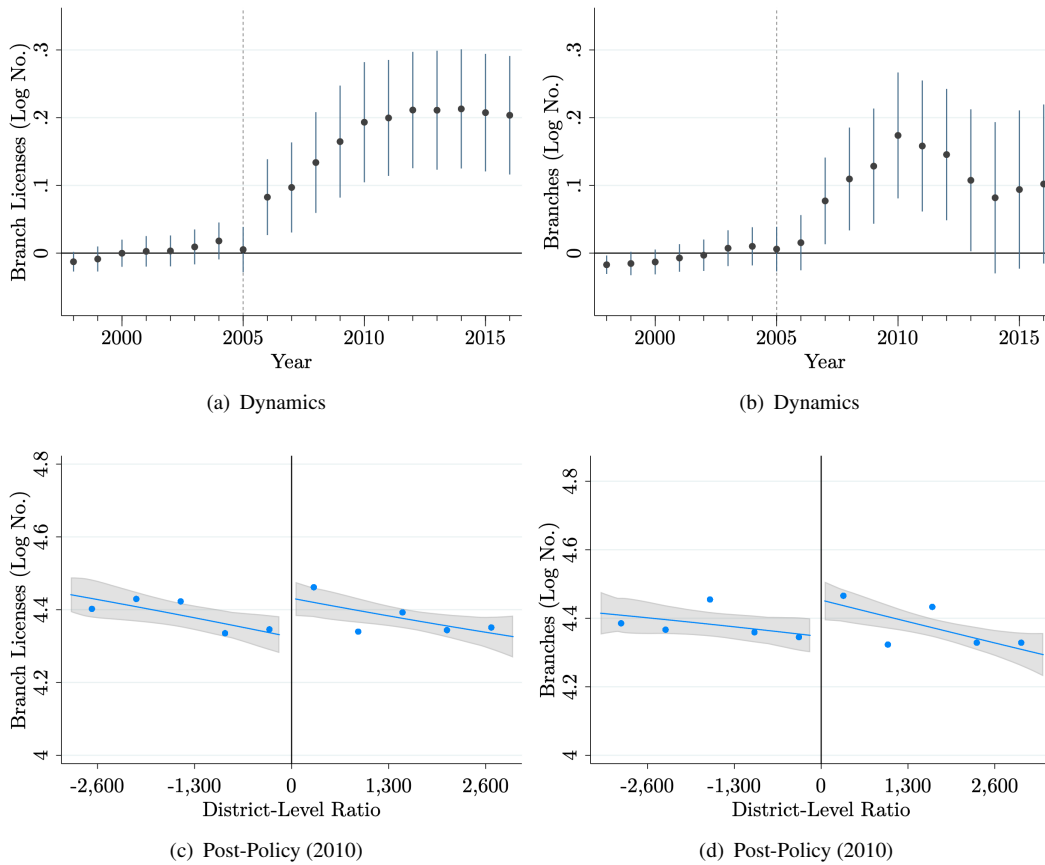 Branch Licenses (Log No.)
.3
.2
.1
0
2000 2005 2010 2015
Year
(a) Dynamics
Branches (Log No.)
.3
.2
.1
0
2000 2005 2010 2015
Year
(b) Dynamics
Branch Licenses (Log No.)
4.8
4.6
4.4
4.2
4
-2,600 -1,300 0 1,300 2,600
District-Level Ratio
(c) Post-Policy (2010)
Branches (Log No.)
4.8
4.6
4.4
4.2
4
-2,600 -1,300 0 1,300 2,600
District-Level Ratio
(d) Post-Policy (2010)